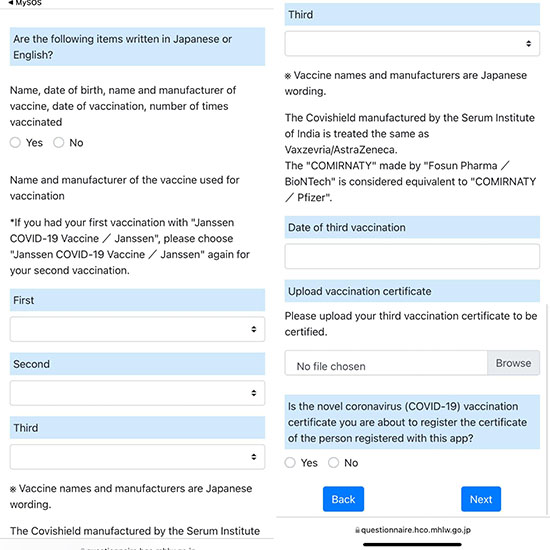 ◀ MySOS
Are the following items written in Japanese or
English?
Name, date of birth, name and manufacturer of
vaccine, date of vaccination, number of times
vaccinated
Yes No
Name and manufacturer of the vaccine used for
vaccination
*If you had your first vaccination with "Janssen
COVID-19 Vaccine ／ Janssen", please choose
"Janssen COVID-19 Vaccine ／ Janssen" again for
your second vaccination.
First
Second
Third
※ Vaccine names and manufacturers are Japanese
wording.
The Covishield manufactured by the Serum Institute
Third
※ Vaccine names and manufacturers are Japanese
wording.
The Covishield manufactured by the Serum Institute
of India is treated the same as
Vaxzevria/AstraZeneca.
The "COMIRNATY" made by "Fosun Pharma ／
BioNTech" is considered equivalent to "COMIRNATY
／ Pfizer".
Date of third vaccination
Upload vaccination certificate
Please upload your third vaccination certificate to be
certified.
No file chosen Browse
Is the novel coronavirus (COVID-19) vaccination
certificate you are about to register the certificate
of the person registered with this app?
Yes No
Back Next
questionnaire.hco.mhlw.go.jp